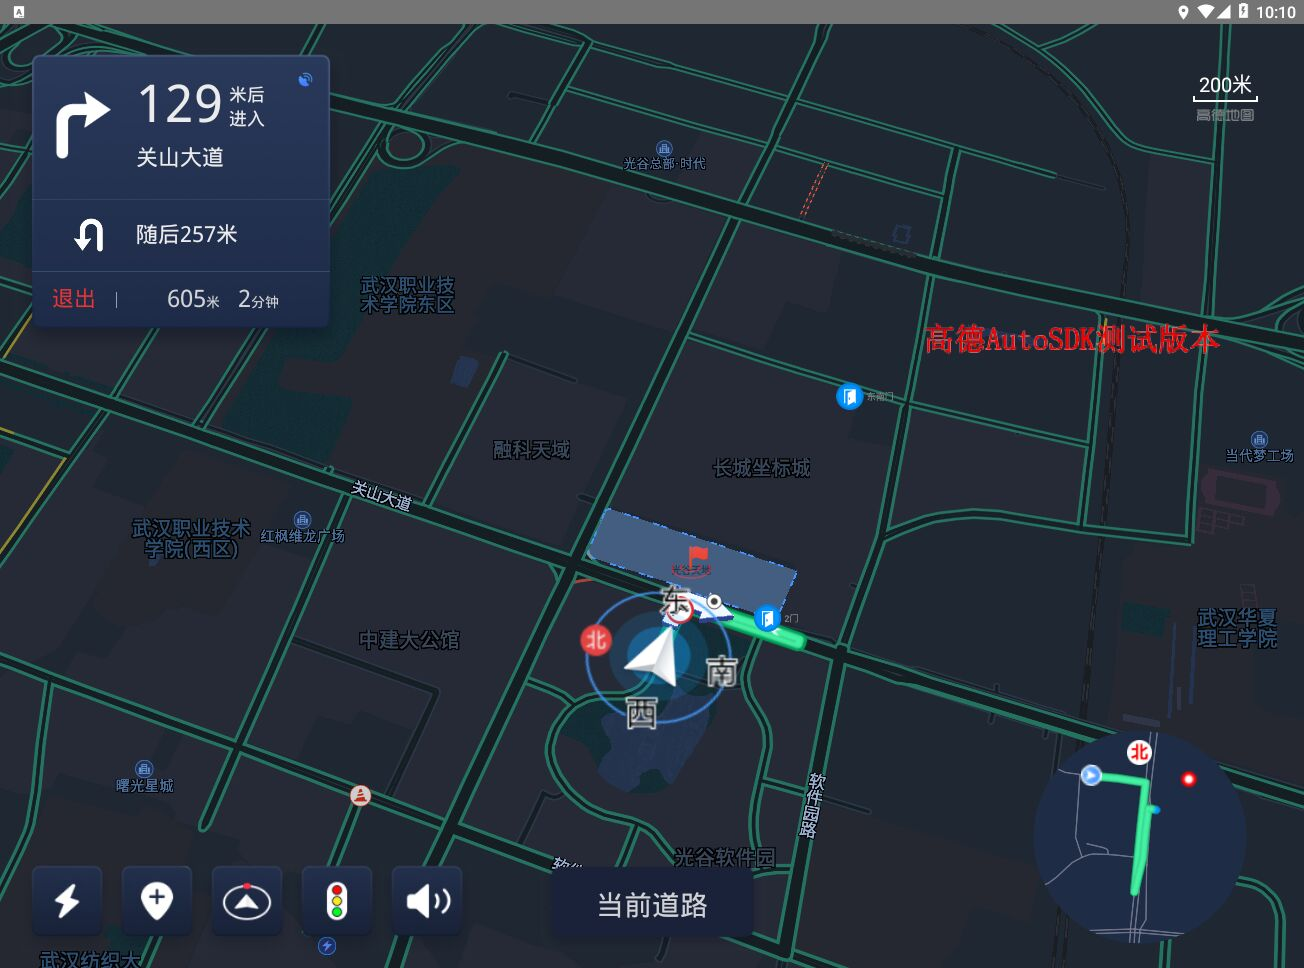 10:10
129 米后
进入
关山大道
随后257米
退出 605米 2分钟
200米
高德地图
光谷总部·时代
武汉职业技
术学院东区
高德AutoSDK测试版本
东南门
融科天域
长城坐标城
当代梦工场
关山大道
武汉职业技术
学院(西区)
红枫维龙广场
光谷天地
东
2门
北
南
西
中建大公馆
武汉华夏
理工学院
北
曙光星城
软件园路
光谷软件园
当前道路
武汉纺织大